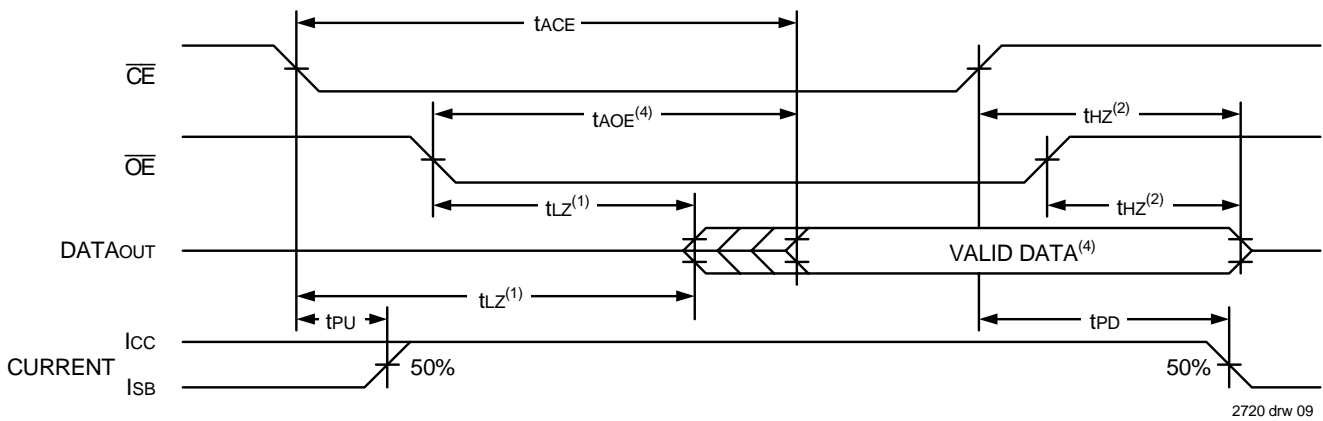 tACE
CE
tAOE(4)
tHZ(2)
OE
tLZ(1)
tHZ(2)
DATAOUT
VALID DATA(4)
tLZ(1)
tPU
tPD
ICC
CURRENT
50%
50%
ISB
2720 drw 09